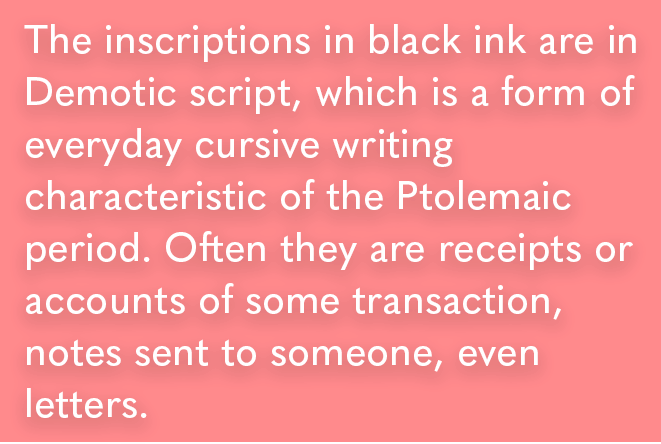 The inscriptions in black ink are in
Demotic script, which is a form of
everyday cursive writing
characteristic of the Ptolemaic
period. Often they are receipts or
accounts of some transaction,
notes sent to someone, even
letters.